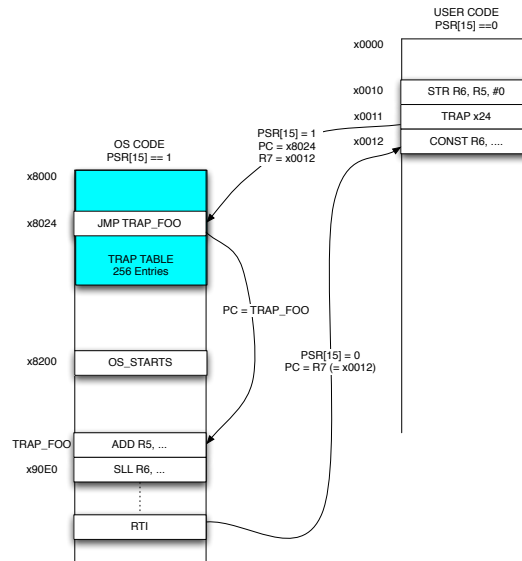 USER CODE
PSR[15] ==0
x0000
x0010
STR R6, R5, #0
x0011
TRAP x24
x0012
CONST R6, ....
PSR[15] = 1
PC = x8024
R7 = x0012
OS CODE
PSR[15] == 1
x8000
x8024
JMP TRAP_FOO
TRAP TABLE
256 Entries
PC = TRAP_FOO
x8200
OS_STARTS
PSR[15] = 0
PC = R7 (= x0012)
TRAP_FOO
ADD R5, ...
x90E0
SLL R6, ...
RTI